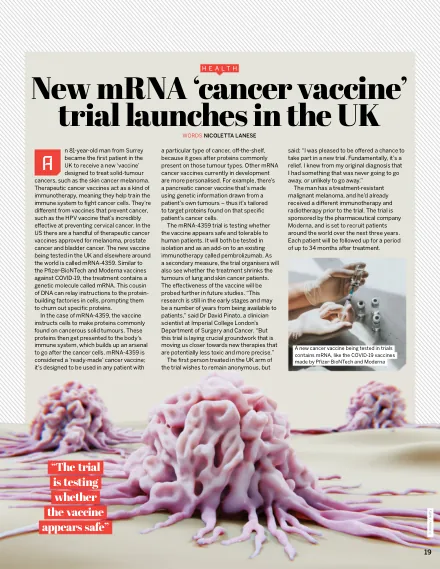 HEALTH
New mRNA ‘cancer vaccine’
trial launches in the UK
WORDS NICOLETTA LANESE
An 81-year-old man from Surrey
became the first patient in the
UK to receive a new ‘vaccine’
designed to treat solid-tumour
cancers, such as the skin cancer melanoma.
Therapeutic cancer vaccines act as a kind of
immunotherapy, meaning they help train the
immune system to fight cancer cells. They’re
different from vaccines that prevent cancer,
such as the HPV vaccine that’s incredibly
effective at preventing cervical cancer. In the
US there are a handful of therapeutic cancer
vaccines approved for melanoma, prostate
cancer and bladder cancer. The new vaccine
being tested in the UK and elsewhere around
the world is called mRNA-4359. Similar to
the Pfizer-BioNTech and Moderna vaccines
against COVID-19, the treatment contains a
genetic molecule called mRNA. This cousin
of DNA can relay instructions to the protein-
building factories in cells, prompting them
to churn out specific proteins.
In the case of mRNA-4359, the vaccine
instructs cells to make proteins commonly
found on cancerous solid tumours. These
proteins then get presented to the body’s
immune system, which builds up an arsenal
to go after the cancer cells. mRNA-4359 is
considered a ‘ready-made’ cancer vaccine;
it’s designed to be used in any patient with
a particular type of cancer, off-the-shelf,
because it goes after proteins commonly
present on those tumour types. Other mRNA
cancer vaccines currently in development
are more personalised. For example, there’s
a pancreatic cancer vaccine that’s made
using genetic information drawn from a
patient’s own tumours – thus it’s tailored
to target proteins found on that specific
patient’s cancer cells.
The mRNA-4359 trial is testing whether
the vaccine appears safe and tolerable to
human patients. It will both be tested in
isolation and as an add-on to an existing
immunotherapy called pembrolizumab. As
a secondary measure, the trial organisers will
also see whether the treatment shrinks the
tumours of lung and skin cancer patients.
The effectiveness of the vaccine will be
probed further in future studies. “This
research is still in the early stages and may
be a number of years from being available to
patients,” said Dr David Pinato, a clinician
scientist at Imperial College London’s
Department of Surgery and Cancer. “But
this trial is laying crucial groundwork that is
moving us closer towards new therapies that
are potentially less toxic and more precise.”
The first person treated in the UK arm of
the trial wishes to remain anonymous, but
said: “I was pleased to be offered a chance to
take part in a new trial. Fundamentally, it’s a
relief. I knew from my original diagnosis that
I had something that was never going to go
away, or unlikely to go away.”
The man has a treatment-resistant
malignant melanoma, and he’d already
received a different immunotherapy and
radiotherapy prior to the trial. The trial is
sponsored by the pharmaceutical company
Moderna, and is set to recruit patients
around the world over the next three years.
Each patient will be followed up for a period
of up to 34 months after treatment.
A new cancer vaccine being tested in trials
contains mRNA, like the COVID-19 vaccines
made by Pfizer-BioNTech and Moderna
“The trial
is testing
whether
the vaccine
appears safe”
19